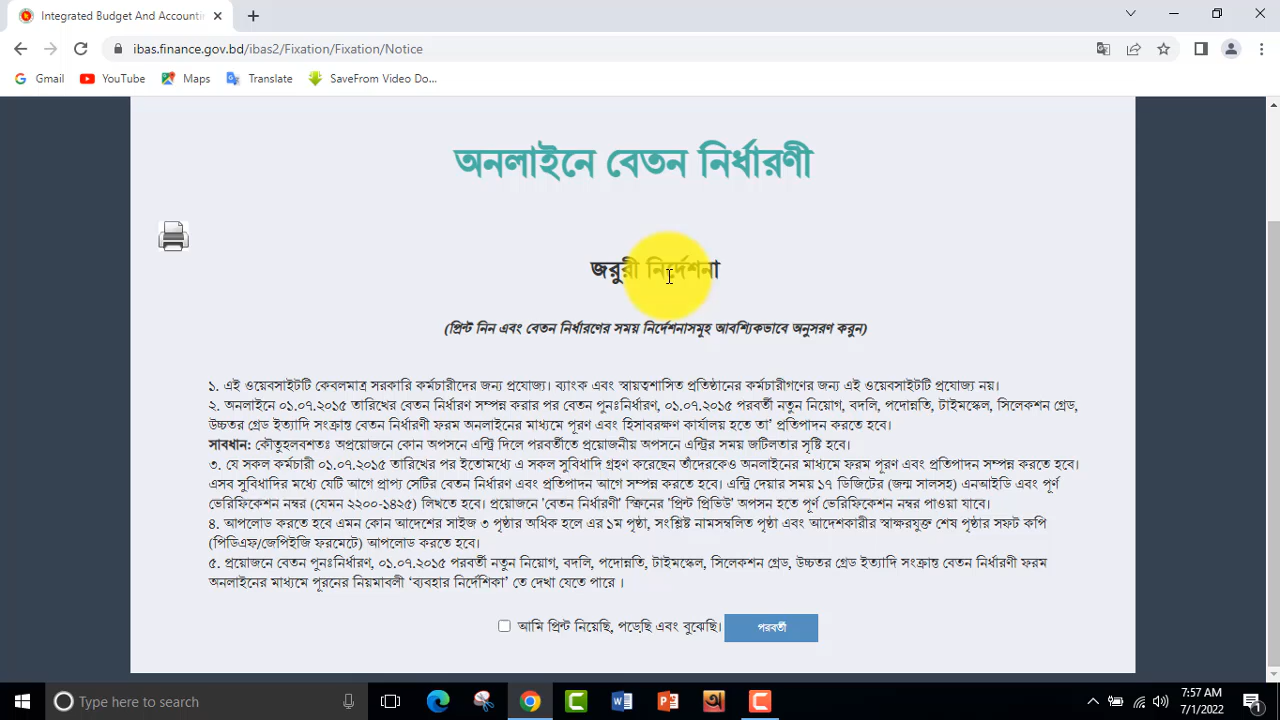 Integrated Budget And Accounti
ibas.finance.gov.bd/ibas2/Fixation/Fixation/Notice
Gmail YouTube Maps Translate SaveFrom Video Do...
অনলাইনে বেতন নির্ধারণী
জরুরী নির্দেশনা
(প্রিন্ট নিন এবং বেতন নির্ধারণের সময় নির্দেশনাসমূহ আবশ্যিকভাবে অনুসরণ করুন)
১. এই ওয়েবসাইটটি কেবলমাত্র সরকারি কর্মচারীদের জন্য প্রযোজ্য। ব্যাংক এবং স্বায়ত্বশাসিত প্রতিষ্ঠানের কর্মচারীগণের জন্য এই ওয়েবসাইটটি প্রযোজ্য নয়।
২. অনলাইনে ০১.০৭.২০১৫ তারিখের বেতন নির্ধারণ সম্পন্ন করার পর বেতন পুনঃনির্ধারণ, ০১.০৭.২০১৫ পরবর্তী নতুন নিয়োগ, বদলি, পদোন্নতি, টাইমস্কেল, সিলেকশন গ্রেড,
উচ্চতর গ্রেড ইত্যাদি সংক্রান্ত বেতন নির্ধারণী ফরম অনলাইনের মাধ্যমে পূরণ এবং হিসাবরক্ষণ কার্যালয় হতে তা’ প্রতিপাদন করতে হবে।
সাবধান: কৌতুহলবশতঃ অপ্রয়োজনে কোন অপসনে এন্ট্রি দিলে পরবর্তীতে প্রয়োজনীয় অপসনে এন্ট্রির সময় জটিলতার সৃষ্টি হবে।
৩. যে সকল কর্মচারী ০১.০৭.২০১৫ তারিখের পর ইতোমধ্যে এ সকল সুবিধাদি গ্রহণ করেছেন তাঁদেরকেও অনলাইনের মাধ্যমে ফরম পূরণ এবং প্রতিপাদন সম্পন্ন করতে হবে।
এসব সুবিধাদির মধ্যে যেটি আগে প্রাপ্য সেটির বেতন নির্ধারণ এবং প্রতিপাদন আগে সম্পন্ন করতে হবে। এন্ট্রি দেয়ার সময় ১৭ ডিজিটের (জন্ম সালসহ) এনআইডি এবং পূর্ণ
ভেরিফিকেশন নম্বর (যেমন ২২০০-১৪২৫) লিখতে হবে। প্রয়োজনে 'বেতন নির্ধারণী' স্ক্রিনের 'প্রিন্ট প্রিভিউ' অপসন হতে পূর্ণ ভেরিফিকেশন নম্বর পাওয়া যাবে।
৪. আপলোড করতে হবে এমন কোন আদেশের সাইজ ৩ পৃষ্ঠার অধিক হলে এর ১ম পৃষ্ঠা, সংশ্লিষ্ট নামসম্বলিত পৃষ্ঠা এবং আদেশকারীর স্বাক্ষরযুক্ত শেষ পৃষ্ঠার সফট কপি
(পিডিএফ/জেপিইজি ফরমেটে) আপলোড করতে হবে।
৫. প্রয়োজনে বেতন পুনঃনির্ধারণ, ০১.০৭.২০১৫ পরবর্তী নতুন নিয়োগ, বদলি, পদোন্নতি, টাইমস্কেল, সিলেকশন গ্রেড, উচ্চতর গ্রেড ইত্যাদি সংক্রান্ত বেতন নির্ধারণী ফরম
অনলাইনের মাধ্যমে পূরনের নিয়মাবলী ‘ব্যবহার নির্দেশিকা’ তে দেখা যেতে পারে ।
আমি প্রিন্ট নিয়েছি, পড়েছি এবং বুঝেছি। পরবর্তী
Type here to search
7:57 AM
7/1/2022